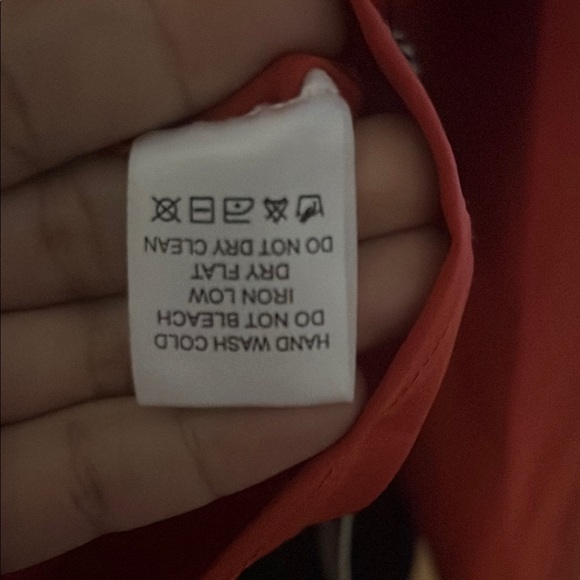 HAND WASH COLD
DO NOT BLEACH
IRON LOW
DRY FLAT
DO NOT DRY CLEAN